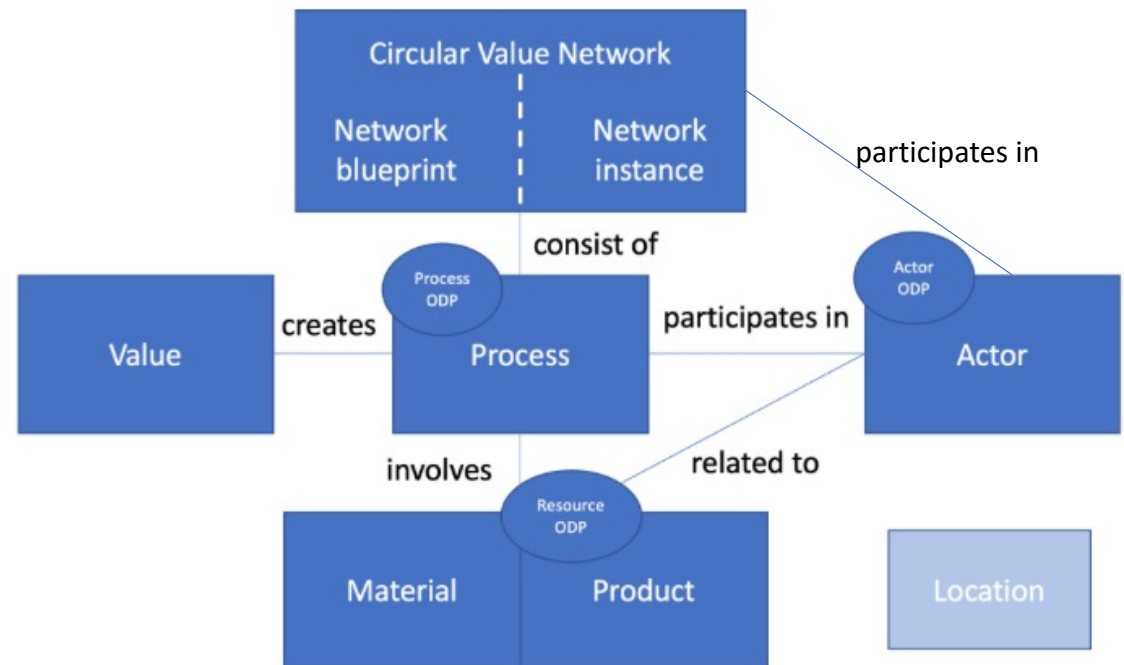 Circular Value Network
Network
blueprint
Network
instance
participates in
consist of
Process
ODP
Actor
ODP
Value
creates
Process
participates in
Actor
involves
related to
Resource
ODP
Material
Product
Location